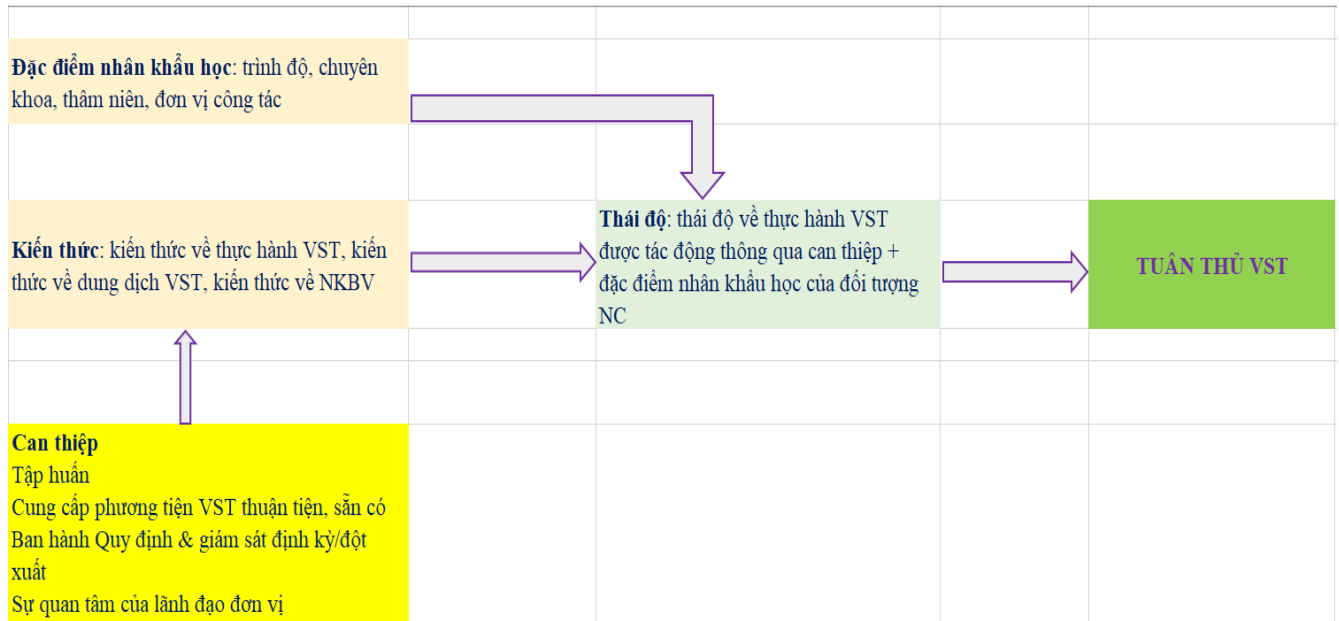 Đặc điểm nhân khẩu học: trình độ, chuyên
khoa, thâm niên, đơn vị công tác
Kiến thức: kiến thức về thực hành VST, kiến
thức về dung dịch VST, kiến thức về NKBV
Thái độ: thái độ về thực hành VST
được tác động thông qua can thiệp +
đặc điểm nhân khẩu học của đối tượng
NC
TUÂN THỦ VST
Can thiệp
Tập huấn
Cung cấp phương tiện VST thuận tiện, sẵn có
Ban hành Quy định & giám sát định kỳ/đột
xuất
Sự quan tâm của lãnh đạo đơn vị